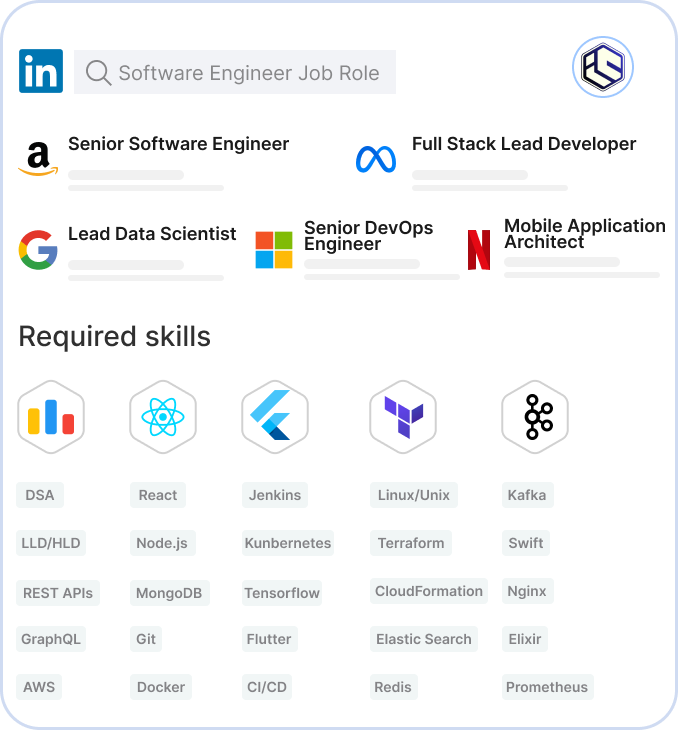 in
Software Engineer Job Role
a
Senior Software Engineer
Full Stack Lead Developer
Lead Data Scientist
Senior DevOps
Engineer
Mobile Application
Architect
Required skills
DSA
React
Jenkins
Linux/Unix
Kafka
LLD/HLD
Node.js
Kunbernetes
Terraform
Swift
REST APIs
MongoDB
Tensorflow
CloudFormation
Nginx
GraphQL
Git
Flutter
Elastic Search
Elixir
AWS
Docker
CI/CD
Redis
Prometheus